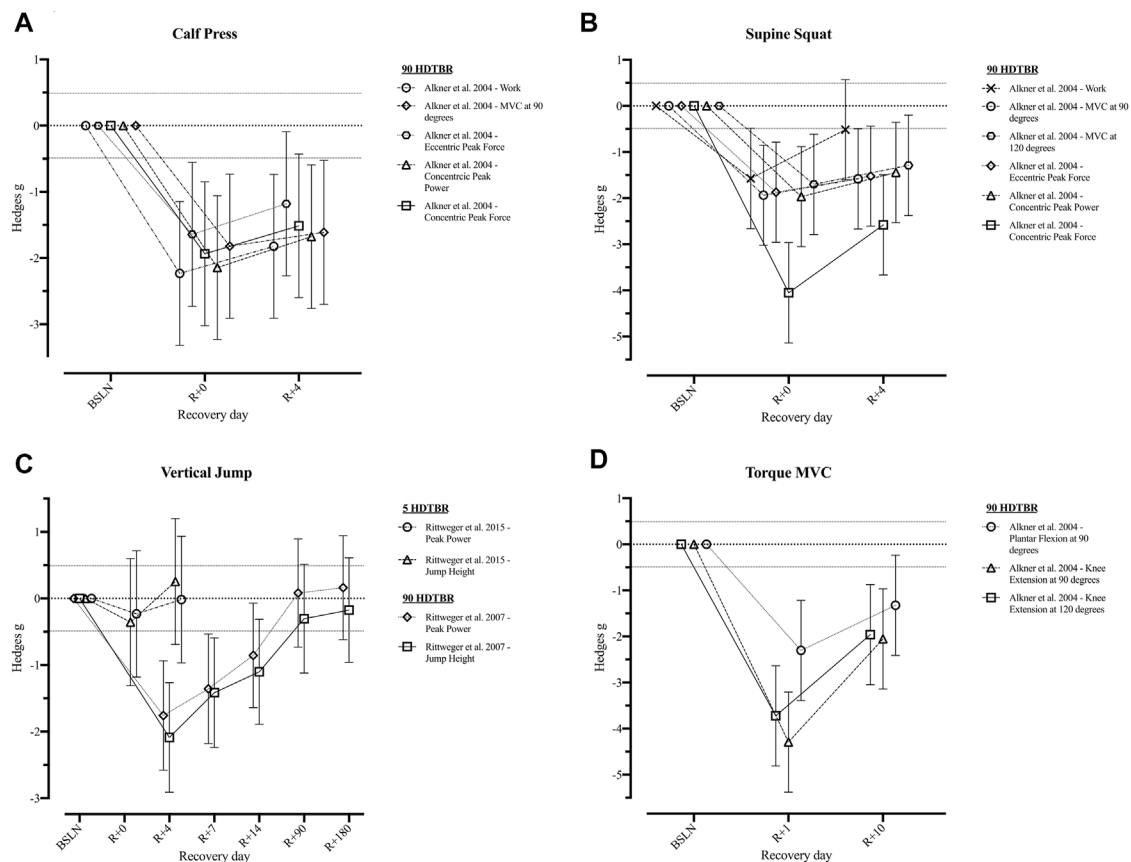 A
Calf Press
Hedges g
1
0
-1
-2
-3
BSLN
R+0
R+4
Recovery day
90 HDTBR
Alkner et al. 2004 - Work
Alkner et al. 2004 - MVC at 90
degrees
Alkner et al. 2004 -
Eccentric Peak Force
Alkner et al. 2004 -
Concentrcic Peak
Power
Alkner et al. 2004 -
Concentric Peak Force
B
Supine Squat
Hedges g
1
0
-1
-2
-3
-4
-5
BSLN
R+0
R+4
Recovery day
90 HDTBR
Alkner et al. 2004 - Work
Alkner et al. 2004 - MVC at 90
degrees
Alkner et al. 2004 - MVC at
120 degrees
Alkner et al. 2004 -
Eccentric Peak Force
Alkner et al. 2004 -
Concentric Peak Power
Alkner et al. 2004 -
Concentric Peak Force
C
Vertical Jump
Hedges g
1
0
-1
-2
-3
BSLN
R+0
R+4
R+7
R+14
R+90
R+180
Recovery day
5 HDTBR
Rittweger et al. 2015 -
Peak Power
Rittweger et al. 2015 -
Jump Height
90 HDTBR
Rittweger et al. 2007 -
Peak Power
Rittweger et al. 2007 -
Jump Height
D
Torque MVC
Hedges g
1
0
-1
-2
-3
-4
-5
BSLN
R+1
R+10
Recovery day
90 HDTBR
Alkner et al. 2004 -
Plantar Flexion at 90
degrees
Alkner et al. 2004 - Knee
Extension at 90 degrees
Alkner et al. 2004 - Knee
Extension at 120 degrees